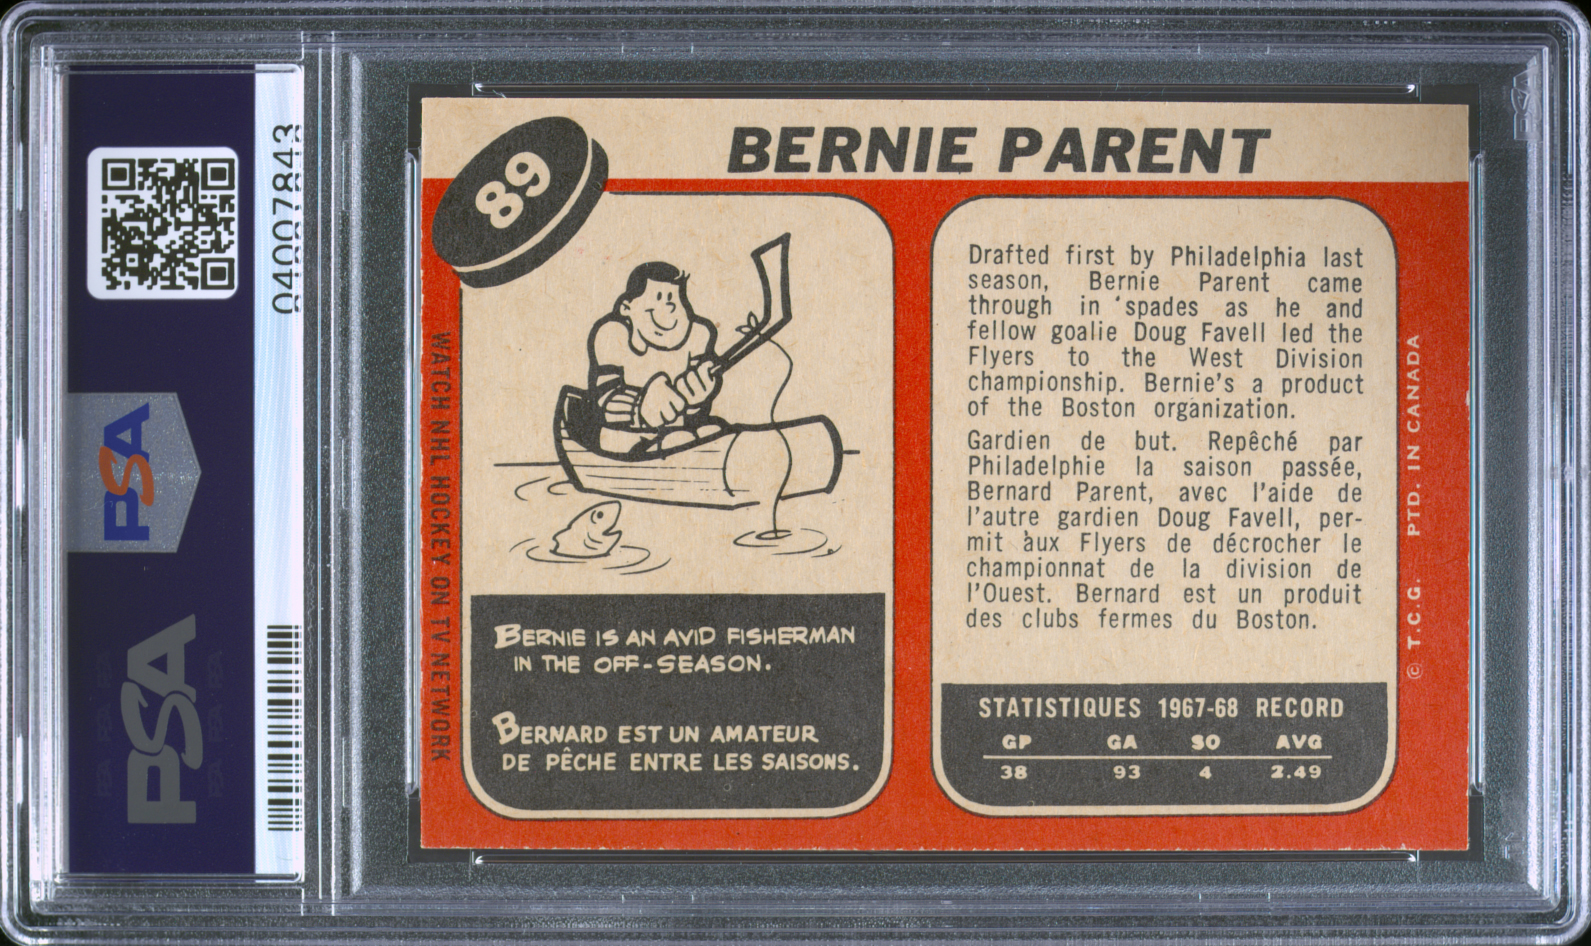 PSA
PSA
04007843
89
BERNIE PARENT
WATCH NHL HOCKEY ON TV NETWORK
BERNIE IS AN AVID FISHERMAN
IN THE OFF-SEASON.
BERNARD EST UN AMATEUR
DE PÊCHE ENTRE LES SAISONS.
Drafted first by Philadelphia last
season, Bernie Parent came
through in spades as he and
fellow goalie Doug Favell led the
Flyers to the West Division
championship. Bernie's a product
of the Boston organization.
Gardien de but. Repêché par
Philadelphie la saison passée,
Bernard Parent, avec l'aide de
l'autre gardien Doug Favell, per-
mit aux Flyers de décrocher le
championnat de la division de
l'Ouest. Bernard est un produit
des clubs fermes du Boston.
STATISTIQUES 1967-68 RECORD
GP GA SO AVG
38 93 4 2.49
© T.C.G. PTD. IN CANADA